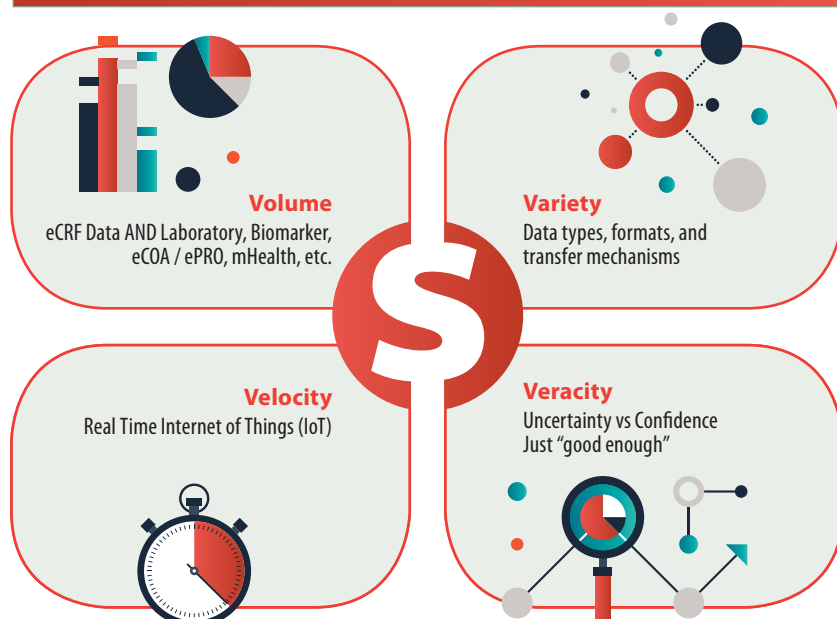 Volume
eCRF Data AND Laboratory, Biomarker,
eCOA / ePRO, mHealth, etc.
Variety
Data types, formats, and
transfer mechanisms
S
Velocity
Real Time Internet of Things (IoT)
Veracity
Uncertainty vs Confidence
Just “good enough”